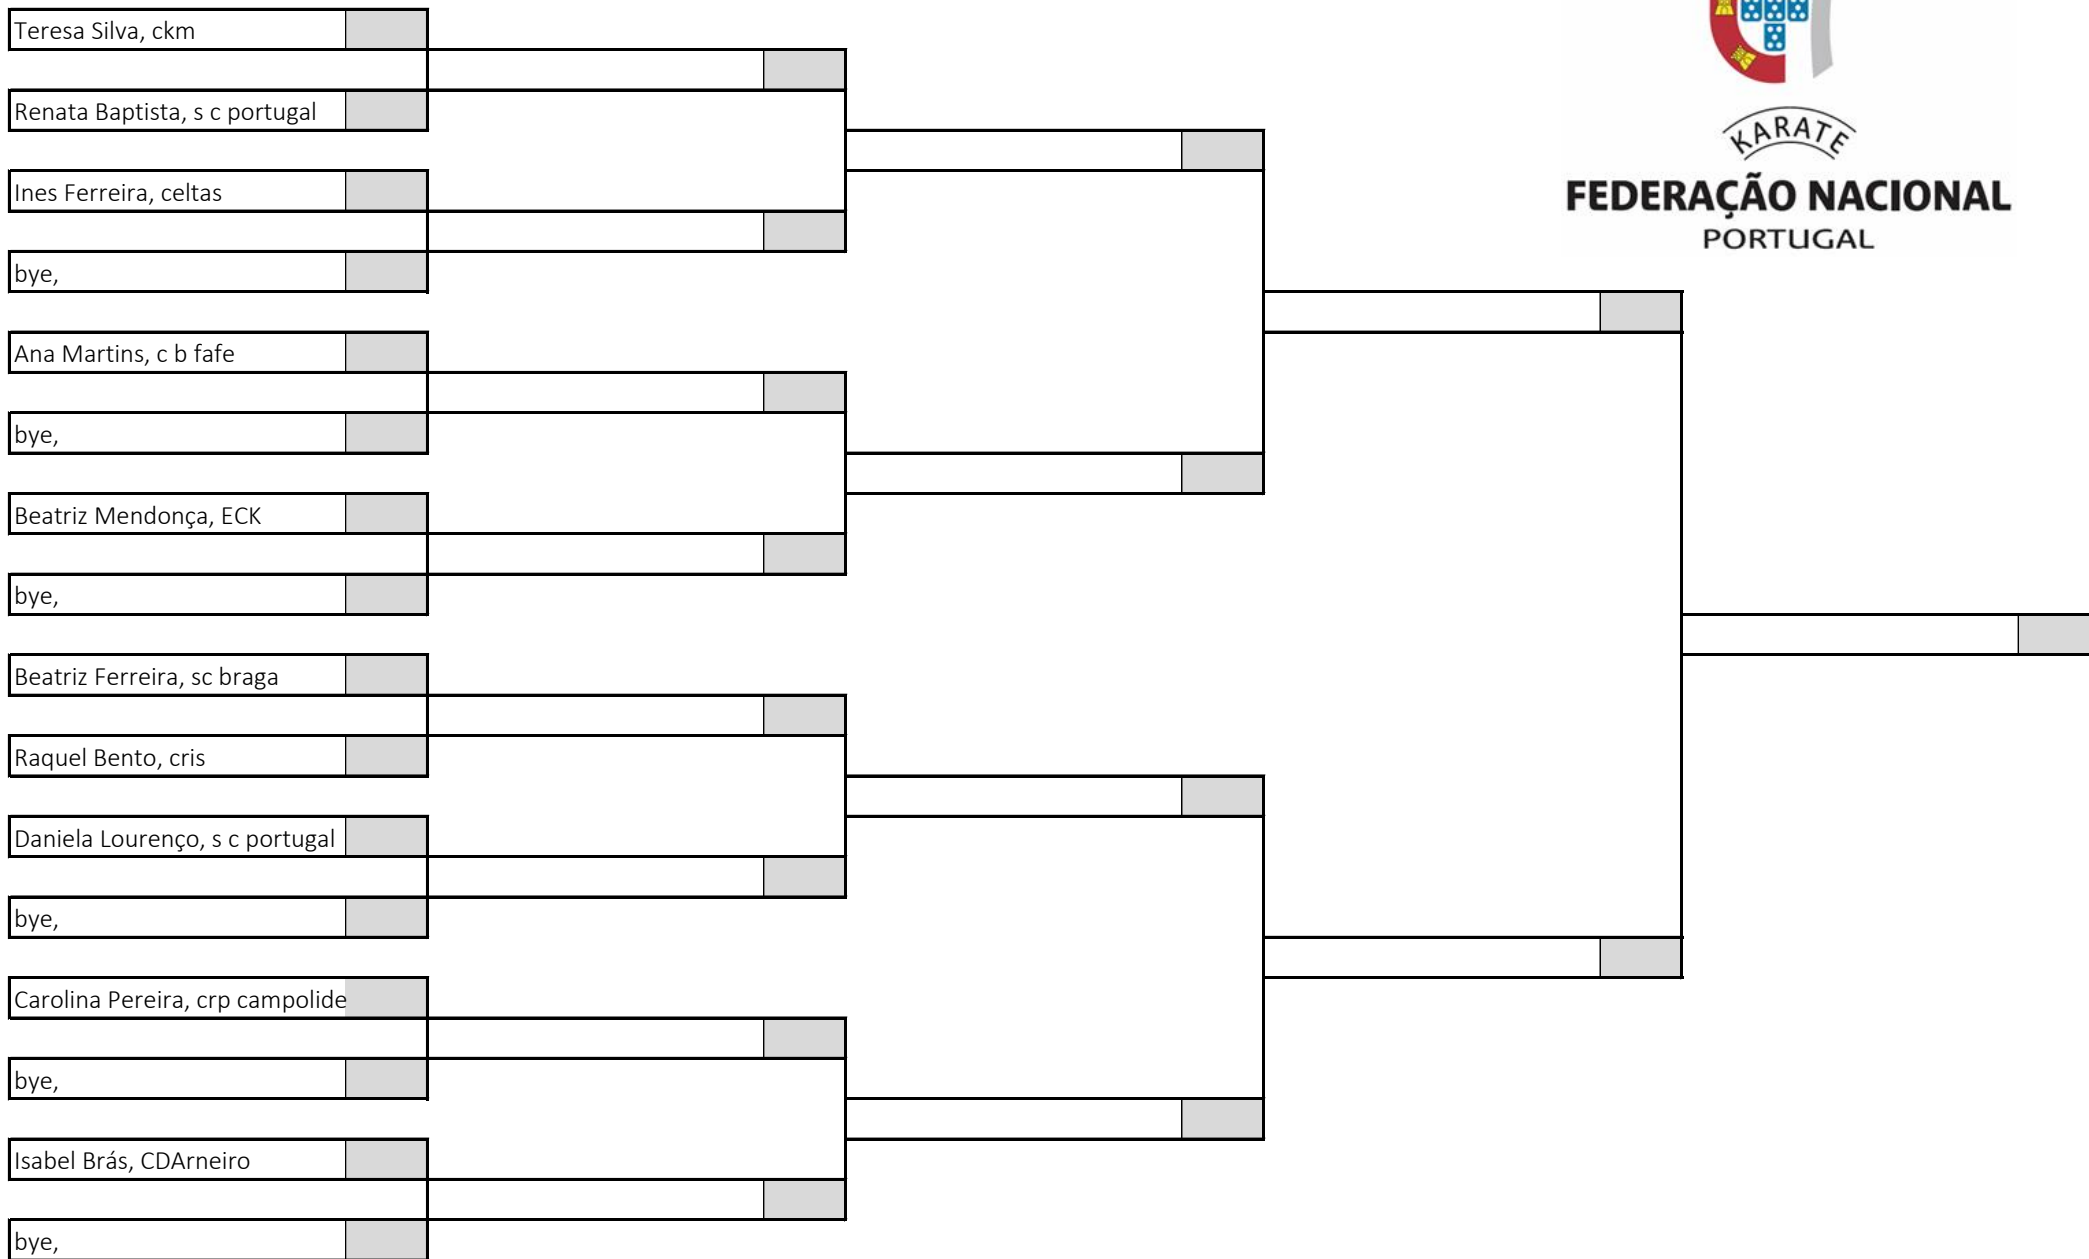 Teresa Silva, ckm
Renata Baptista, s c portugal
Ines Ferreira, celtas
bye,
Ana Martins, c b fafe
bye,
Beatriz Mendonça, ECK
bye,
Beatriz Ferreira, sc braga
Raquel Bento, cris
Daniela Lourenço, s c portugal
bye,
Carolina Pereira, crp campolide
bye,
Isabel Brás, CDArneiro
bye,
KARATE
FEDERAÇÃO NACIONAL
PORTUGAL